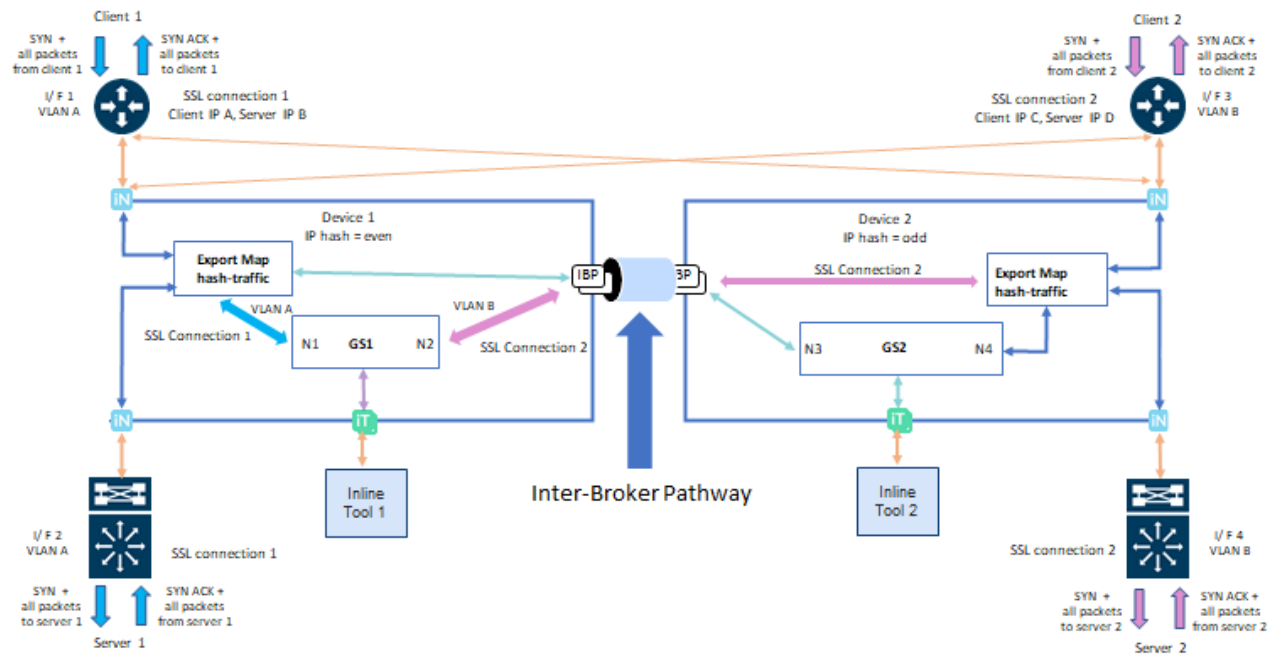 Client 1
SYN +
all packets
from client 1
SYN ACK +
all packets
to client 1
I/F 1
VLAN A
SSL connection 1
Client IP A, Server IP B
Client 2
SYN +
all packets
from client 2
SYN ACK +
all packets
to client 2
SSL connection 2
Client IP C, Server IP D
I/F 3
VLAN B
iN
iN
Device 1
IP hash = even
Device 2
IP hash = odd
Export Map
hash-traffic
IBP
BP
SSL Connection 2
Export Map
hash-traffic
VLAN A
VLAN B
SSL Connection 1
SSL Connection 2
N1
GS1
N2
N3
GS2
N4
iN
iT
iT
iN
Inline
Tool 1
Inter-Broker Pathway
Inline
Tool 2
I/F 2
VLAN A
SSL connection 1
SYN +
all packets
to server 1
SYN ACK +
all packets
from server 1
Server 1
SSL connection 2
I/F 4
VLAN B
SYN +
all packets
to server 2
SYN ACK +
all packets
from server 2
Server 2